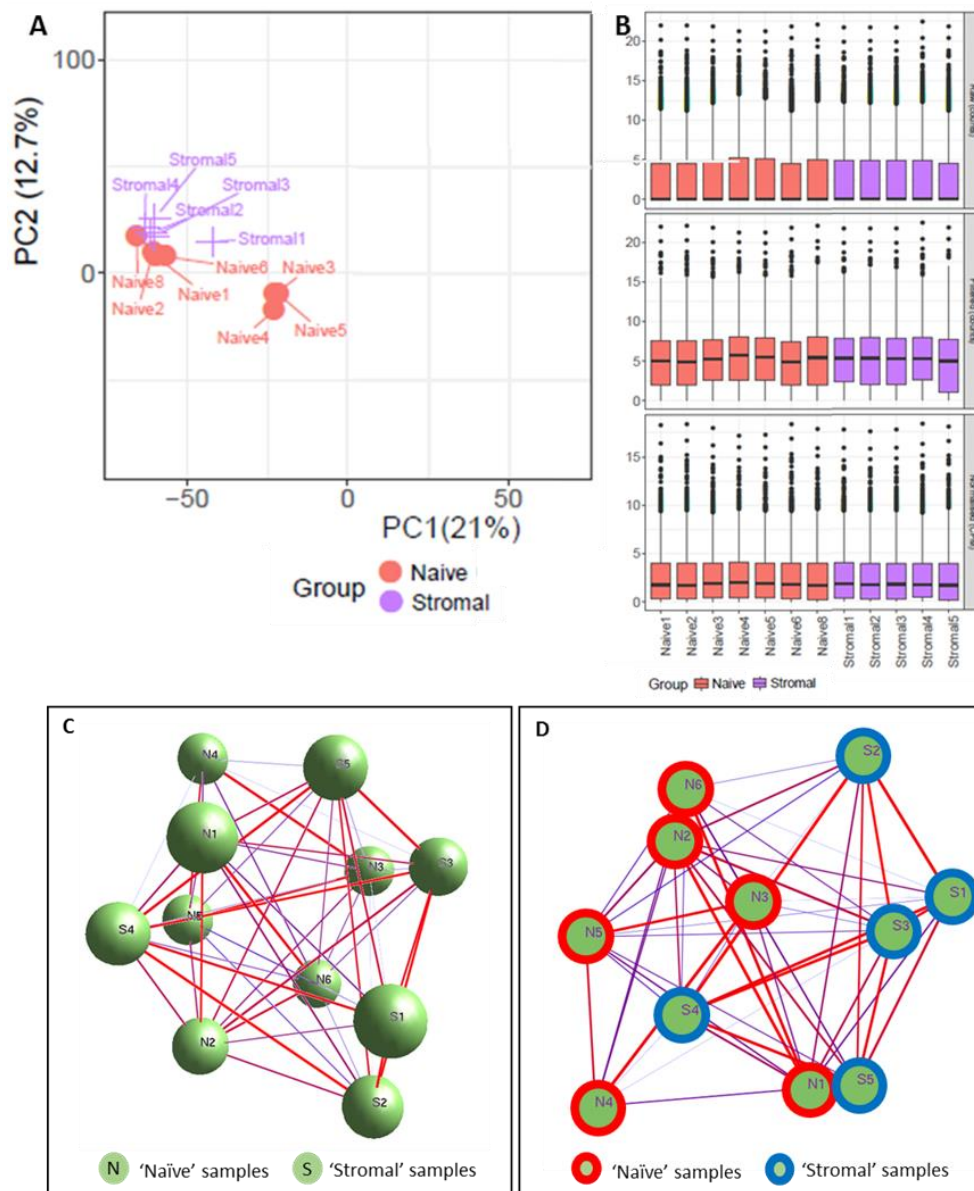 A
100
0
PC2 (12.7%)
Stromal5
Stromal4
Stromal3
Stromal2
Stromal1
Naive8
Naive6
Naive3
Naive1
Naive2
Naive5
Naive4
−50
0
50
PC1(21%)
Group
Naive
Stromal
B
20
15
10
5
0
20
15
10
5
0
15
10
5
0
Naive1
Naive2
Naive3
Naive4
Naive5
Naive6
Naive8
Stromal1
Stromal2
Stromal3
Stromal4
Stromal5
Group Naive Stromal
C
N4
S5
N1
N3
S3
N5
S4
N6
S1
N2
S2
N 'Naïve' samples S 'Stromal' samples
D
S2
N6
N2
N3
S1
S3
N5
S4
N1
S5
N4
'Naïve' samples 'Stromal' samples